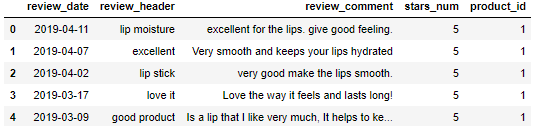 review_date review_header review_comment stars_num product_id
0 2019-04-11 lip moisture excellent for the lips. give good feeling. 5 1
1 2019-04-07 excellent Very smooth and keeps your lips hydrated 5 1
2 2019-04-02 lip stick very good make the lips smooth. 5 1
3 2019-03-17 love it Love the way it feels and lasts long! 5 1
4 2019-03-09 good product Is a lip that I like very much, It helps to ke... 5 1